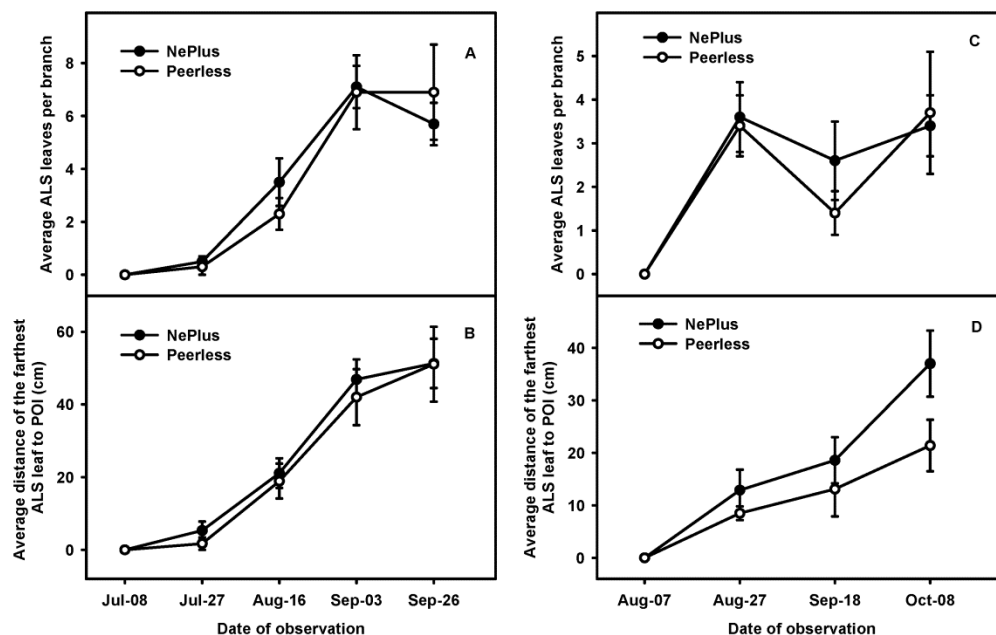 Average ALS leaves per branch
8
6
4
2
0
NePlus
Peerless
A
Average distance of the farthest
ALS leaf to POI (cm)
60
40
20
0
NePlus
Peerless
B
Jul-08 Jul-27 Aug-16 Sep-03 Sep-26
Date of observation
Average ALS leaves per branch
5
4
3
2
1
0
NePlus
Peerless
C
Average distance of the farthest
ALS leaf to POI (cm)
40
30
20
10
0
NePlus
Peerless
D
Aug-07 Aug-27 Sep-18 Oct-08
Date of observation